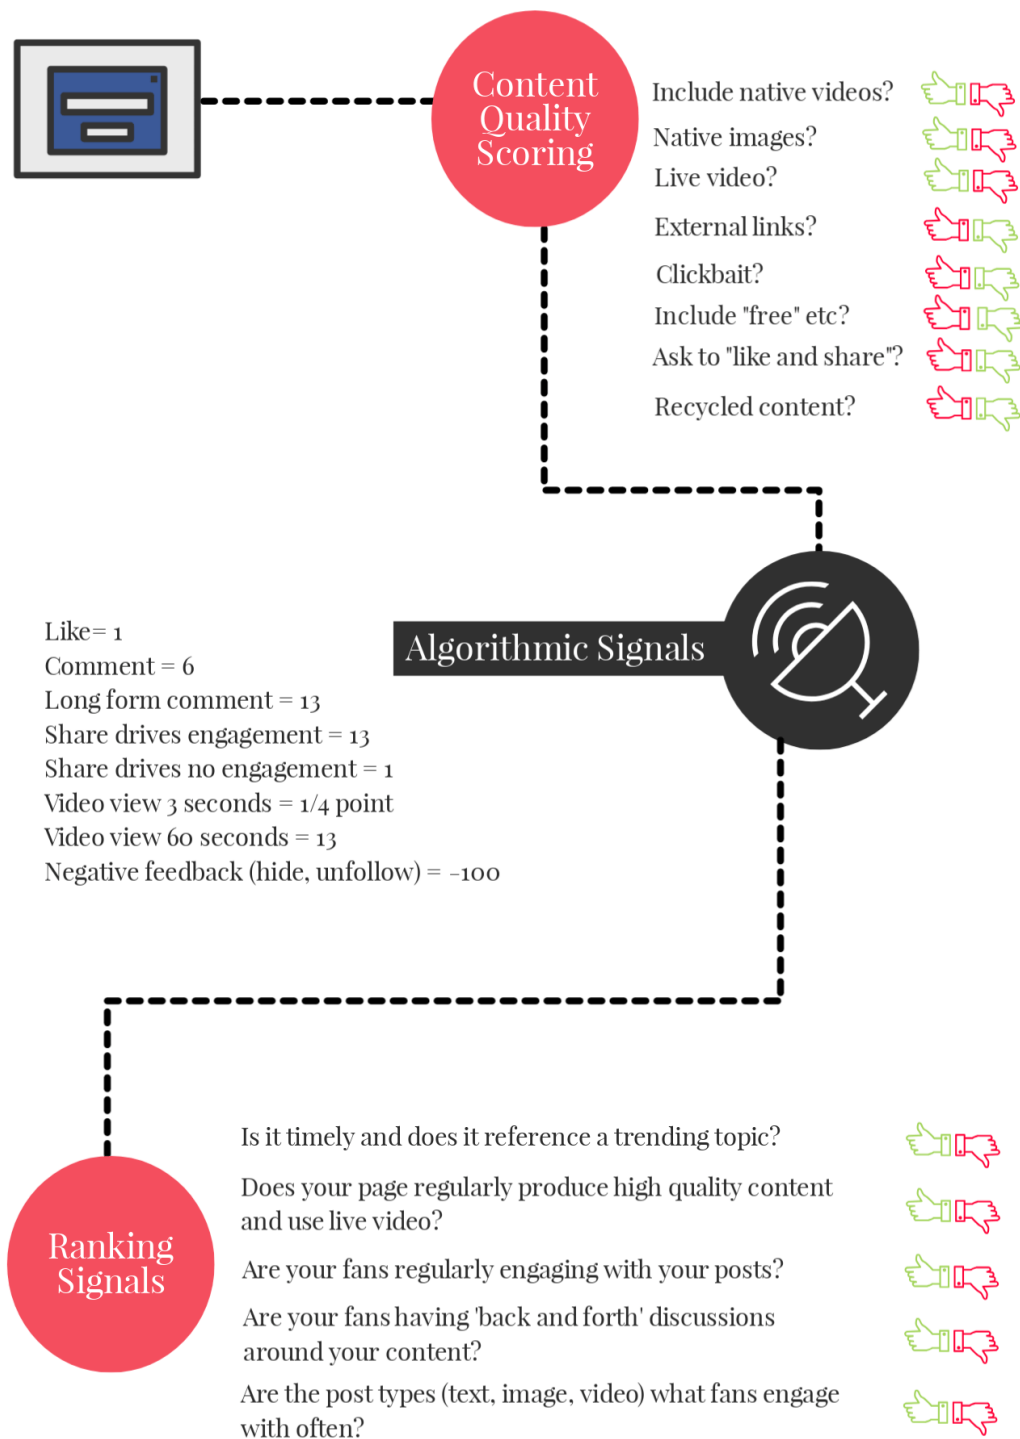 Content
Quality
Scoring
Include native videos?
Native images?
Live video?
External links?
Clickbait?
Include "free" etc?
Ask to "like and share"?
Recycled content?
Algorithmic Signals
Like= 1
Comment = 6
Long form comment = 13
Share drives engagement = 13
Share drives no engagement = 1
Video view 3 seconds = 1/4 point
Video view 60 seconds = 13
Negative feedback (hide, unfollow) = -100
Ranking
Signals
Is it timely and does it reference a trending topic?
Does your page regularly produce high quality content
and use live video?
Are your fans regularly engaging with your posts?
Are your fans having 'back and forth' discussions
around your content?
Are the post types (text, image, video) what fans engage
with often?